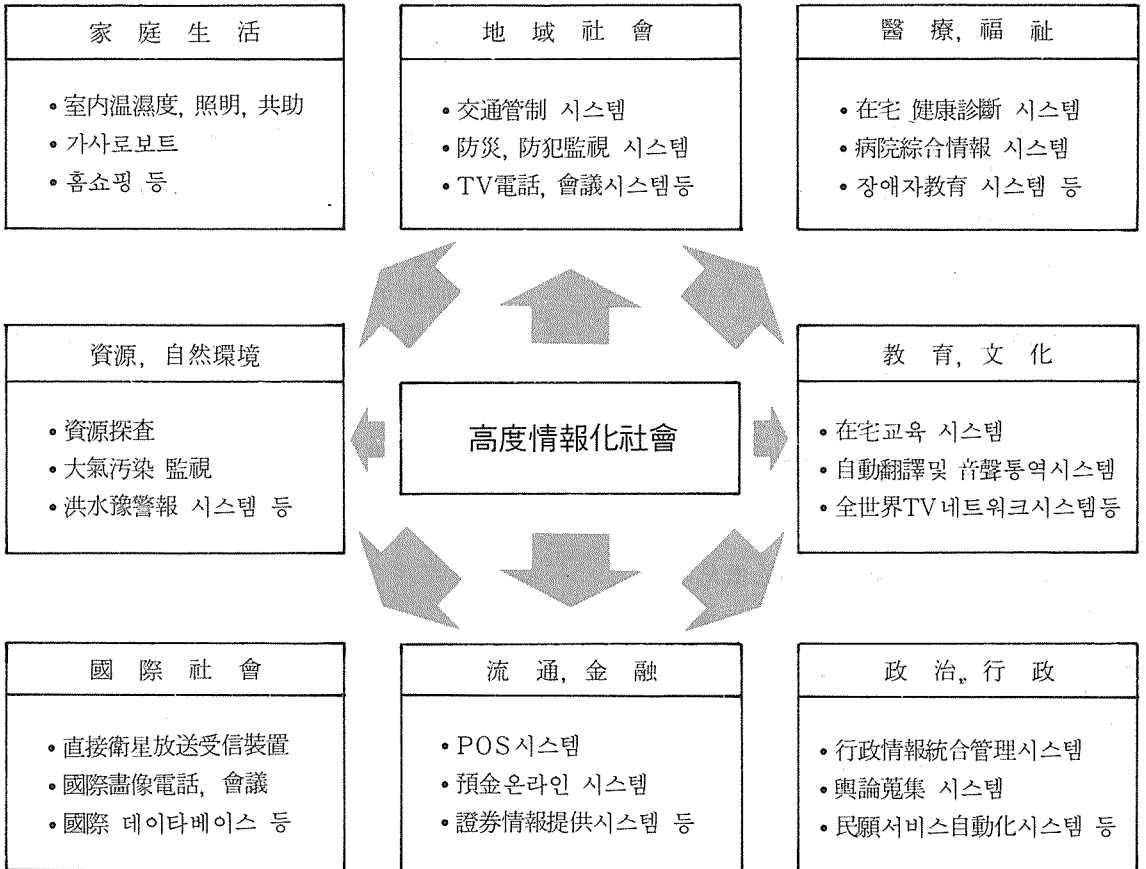 家 庭 生 活
• 室内温濕度, 照明, 共助
• 가사로보트
• 홈쇼핑 등
地 域 社 會
• 交通管制 시스템
• 防災, 防犯監視 시스템
• TV電話, 會議시스템등
醫 療, 福 祉
• 在宅 健康診斷 시스템
• 病院綜合情報 시스템
• 장애자教育 시스템 등
資源, 自然環境
• 資源探査
• 大氣汚染 監視
• 洪水豫警報 시스템 등
高度情報化社會
教 育, 文 化
• 在宅교육 시스템
• 自動翻譯및 音聲통역시스템
• 全世界TV네트워크시스템등
國 際 社 會
• 直接衛星放送受信裝置
• 國際畵像電話, 會議
• 國際 데이타베이스 등
流 通, 金 融
• POS시스템
• 預金온라인 시스템
• 證券情報提供시스템 등
政 治, 行 政
• 行政情報統合管理시스템
• 輿論蒐集 시스템
• 民願서비스自動化시스템 등